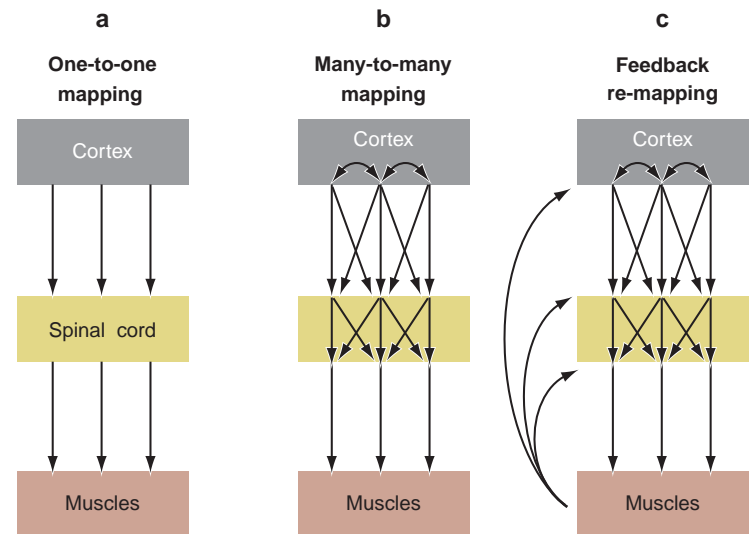 a
One-to-one
mapping
Cortex
Spinal cord
Muscles
b
Many-to-many
mapping
Cortex
Muscles
c
Feedback
re-mapping
Cortex
Muscles